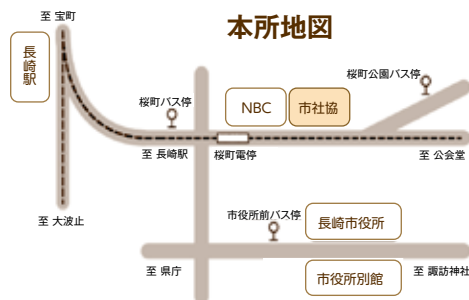 至 宝町
本所地図
長崎駅
桜町公園バス停
桜町バス停
NBC
市社協
至 長崎駅
桜町電停
至 公会堂
至 大波止
市役所前バス停
長崎市役所
至 県庁
市役所別館
至 諏訪神社